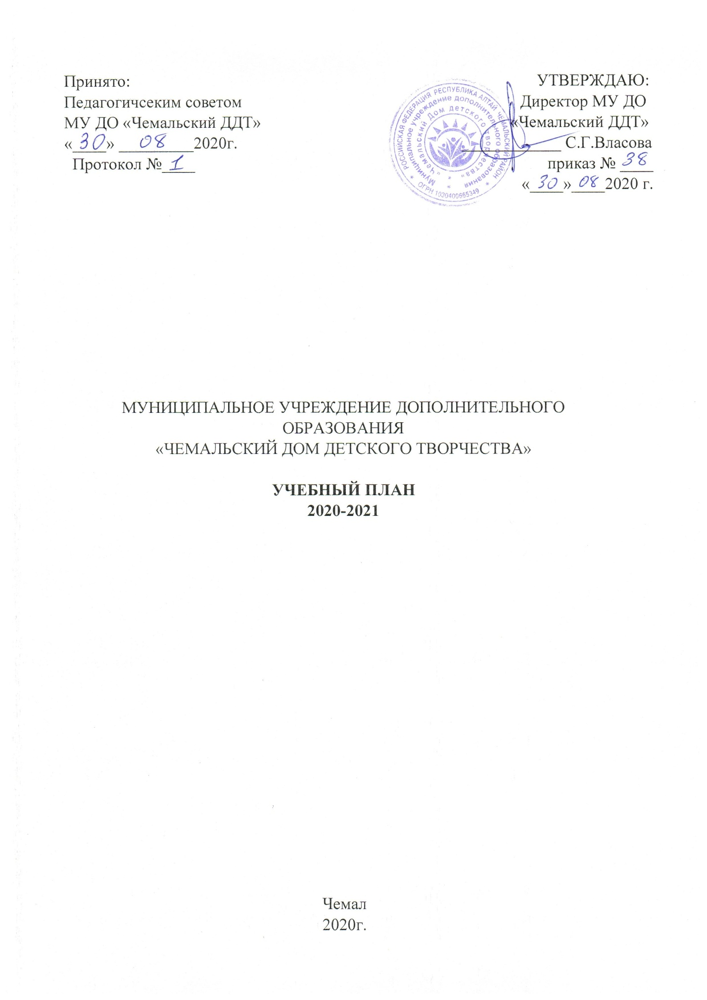 Принято:
Педагогичсеким советом
МУ ДО «Чемальский ДДТ»
«30» 08 2020г.
Протокол № 1
УТВЕРЖДАЮ:
Директор МУ ДО
«Чемальский ДДТ»
С.Г.Власова
приказ № 38
«30» 08 2020 г.
РОССИЙСКАЯ ФЕДЕРАЦИЯ РЕСПУБЛИКА АЛТАЙ ЧЕМАЛЬСКИЙ РАЙОН
* ОГРН 1030400665349 *
Муниципальное учреждение дополнительного образования *
«Чемальский Дом детского творчества» *
МУНИЦИПАЛЬНОЕ УЧРЕЖДЕНИЕ ДОПОЛНИТЕЛЬНОГО
ОБРАЗОВАНИЯ
«ЧЕМАЛЬСКИЙ ДОМ ДЕТСКОГО ТВОРЧЕСТВА»
УЧЕБНЫЙ ПЛАН
2020-2021
Чемал
2020г.